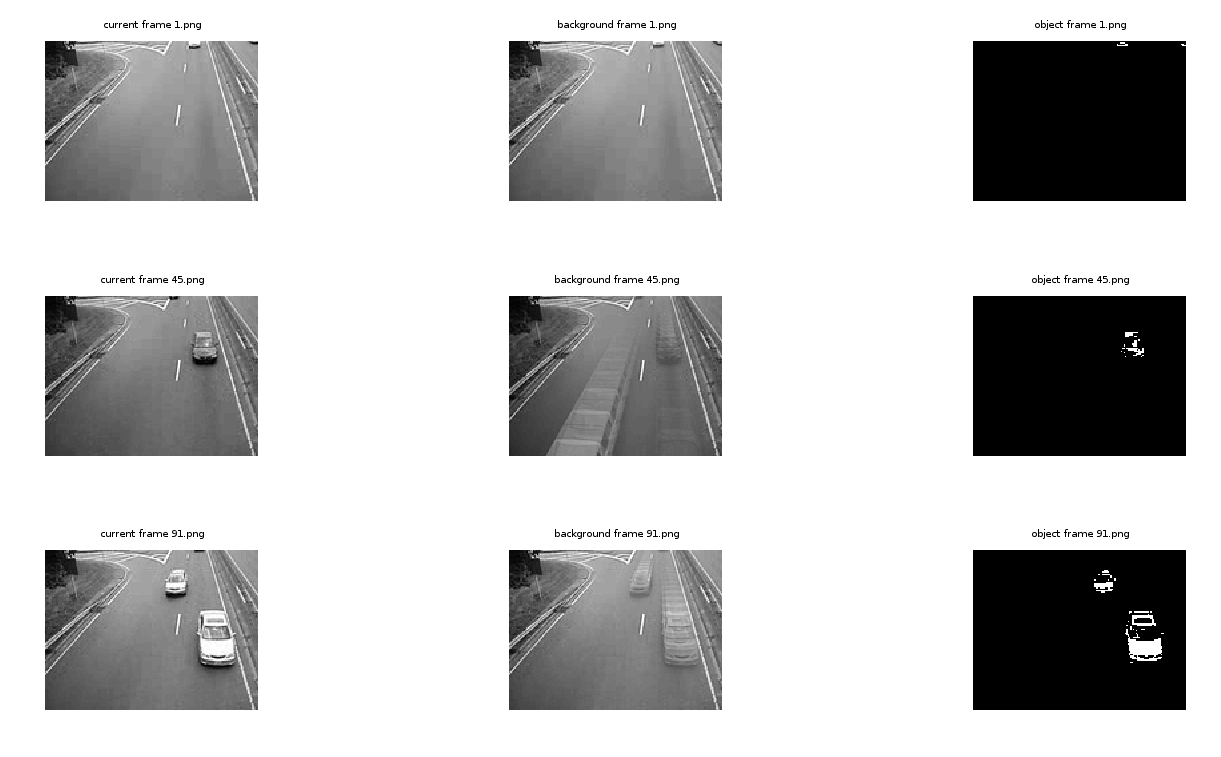 current frame 1.png
background frame 1.png
object frame 1.png
current frame 45.png
background frame 45.png
object frame 45.png
current frame 91.png
background frame 91.png
object frame 91.png